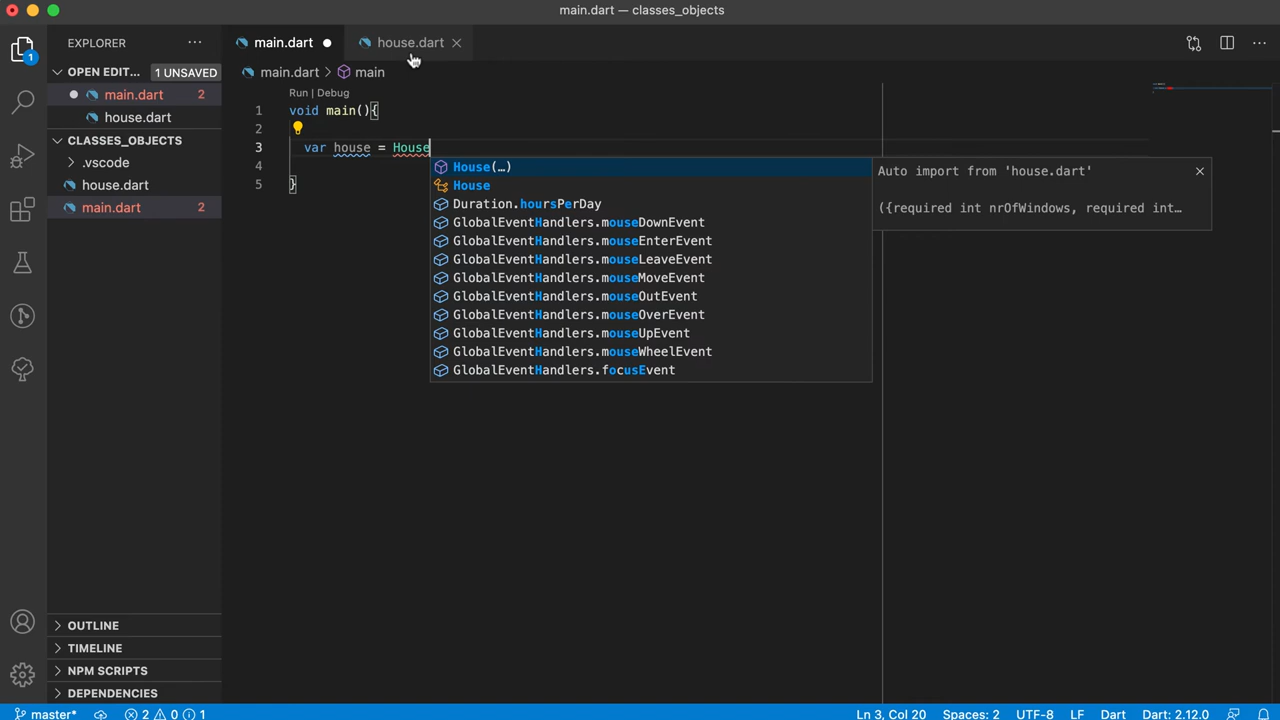 main.dart — classes_objects
EXPLORER
main.dart
house.dart
OPEN EDIT... 1 UNSAVED
main.dart > main
main.dart 2
house.dart
CLASSES_OBJECTS
.vscode
house.dart
main.dart 2
1
Run | Debug
1 void main(){
2
3 var house = House
4
5 }
House(…)
House
Duration.hoursPerDay
GlobalEventHandlers.mouseDownEvent
GlobalEventHandlers.mouseEnterEvent
GlobalEventHandlers.mouseLeaveEvent
GlobalEventHandlers.mouseMoveEvent
GlobalEventHandlers.mouseOutEvent
GlobalEventHandlers.mouseOverEvent
GlobalEventHandlers.mouseUpEvent
GlobalEventHandlers.mouseWheelEvent
GlobalEventHandlers.focusEvent
Auto import from 'house.dart'
({required int nrOfWindows, required int…
OUTLINE
TIMELINE
NPM SCRIPTS
DEPENDENCIES
master* 2 0 1 Ln 3, Col 20 Spaces: 2 UTF-8 LF Dart Dart: 2.12.0